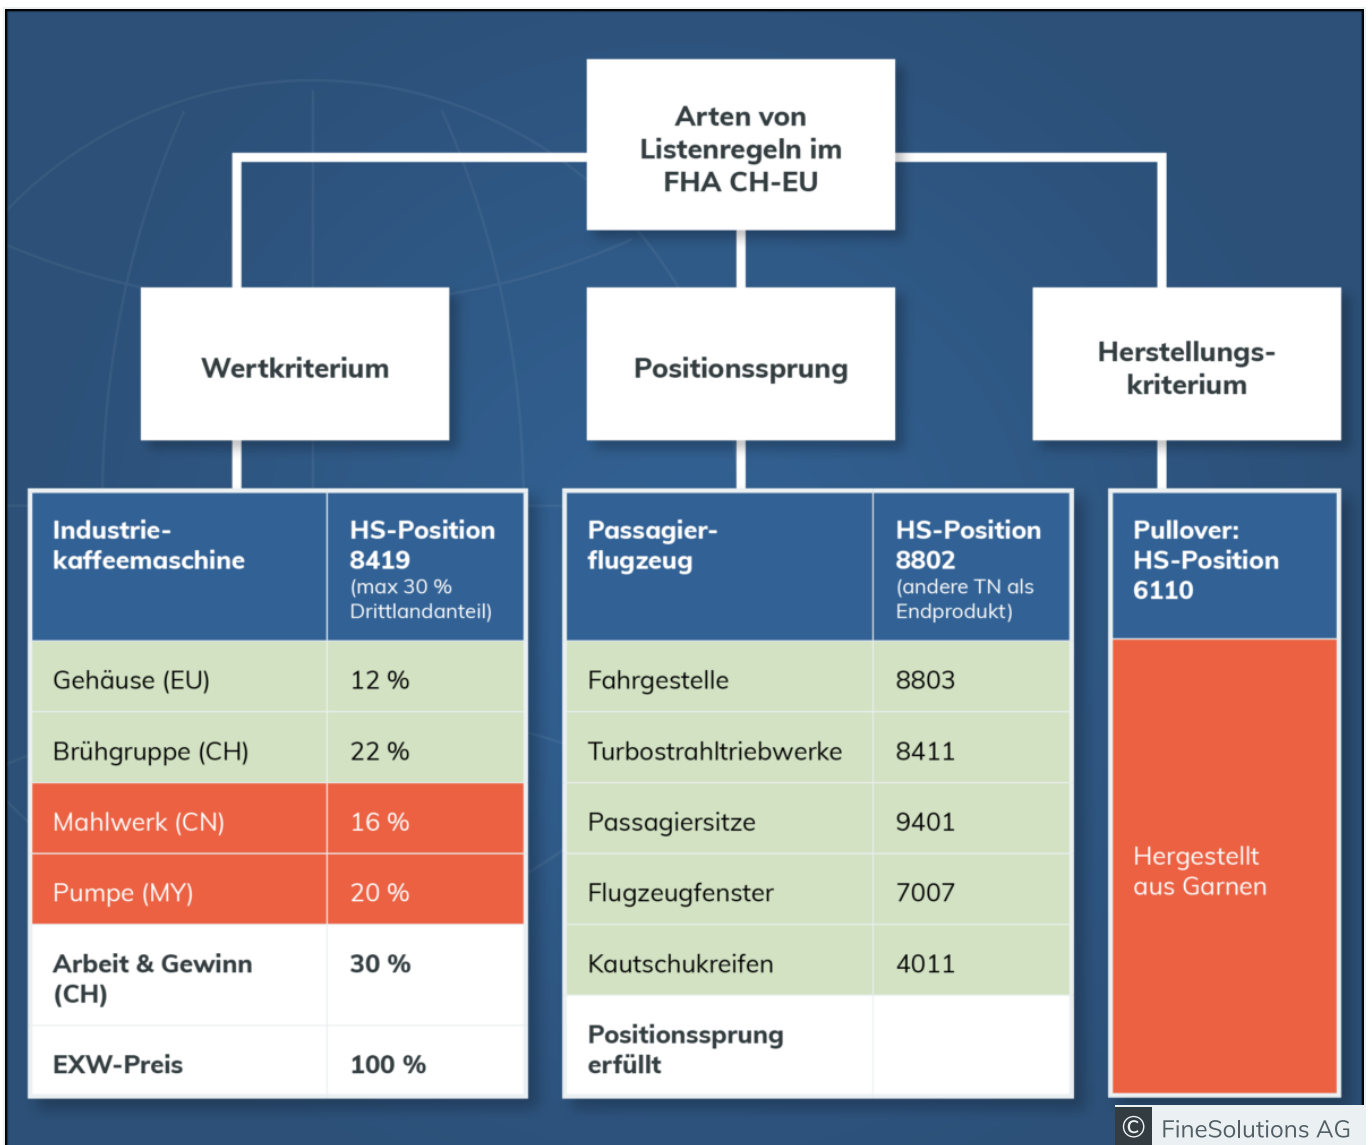 Arten von
Listenregeln im
FHA CH-EU
Wertkriterium
Positionssprung
Herstellungs-
kriterium
Industrie-
kaffeemaschine
HS-Position
8419
(max 30 %
Drittlandanteil)
Gehäuse (EU)
12 %
Brühgruppe (CH)
22 %
Mahlwerk (CN)
16 %
Pumpe (MY)
20 %
Arbeit & Gewinn
(CH)
30 %
EXW-Preis
100 %
Passagier-
flugzeug
HS-Position
8802
(andere TN als
Endprodukt)
Fahrgestelle
8803
Turbostrahltriebwerke
8411
Passagiersitze
9401
Flugzeugfenster
7007
Kautschukreifen
4011
Positionssprung
erfüllt
Pullover:
HS-Position
6110
Hergestellt
aus Garnen
© FineSolutions AG